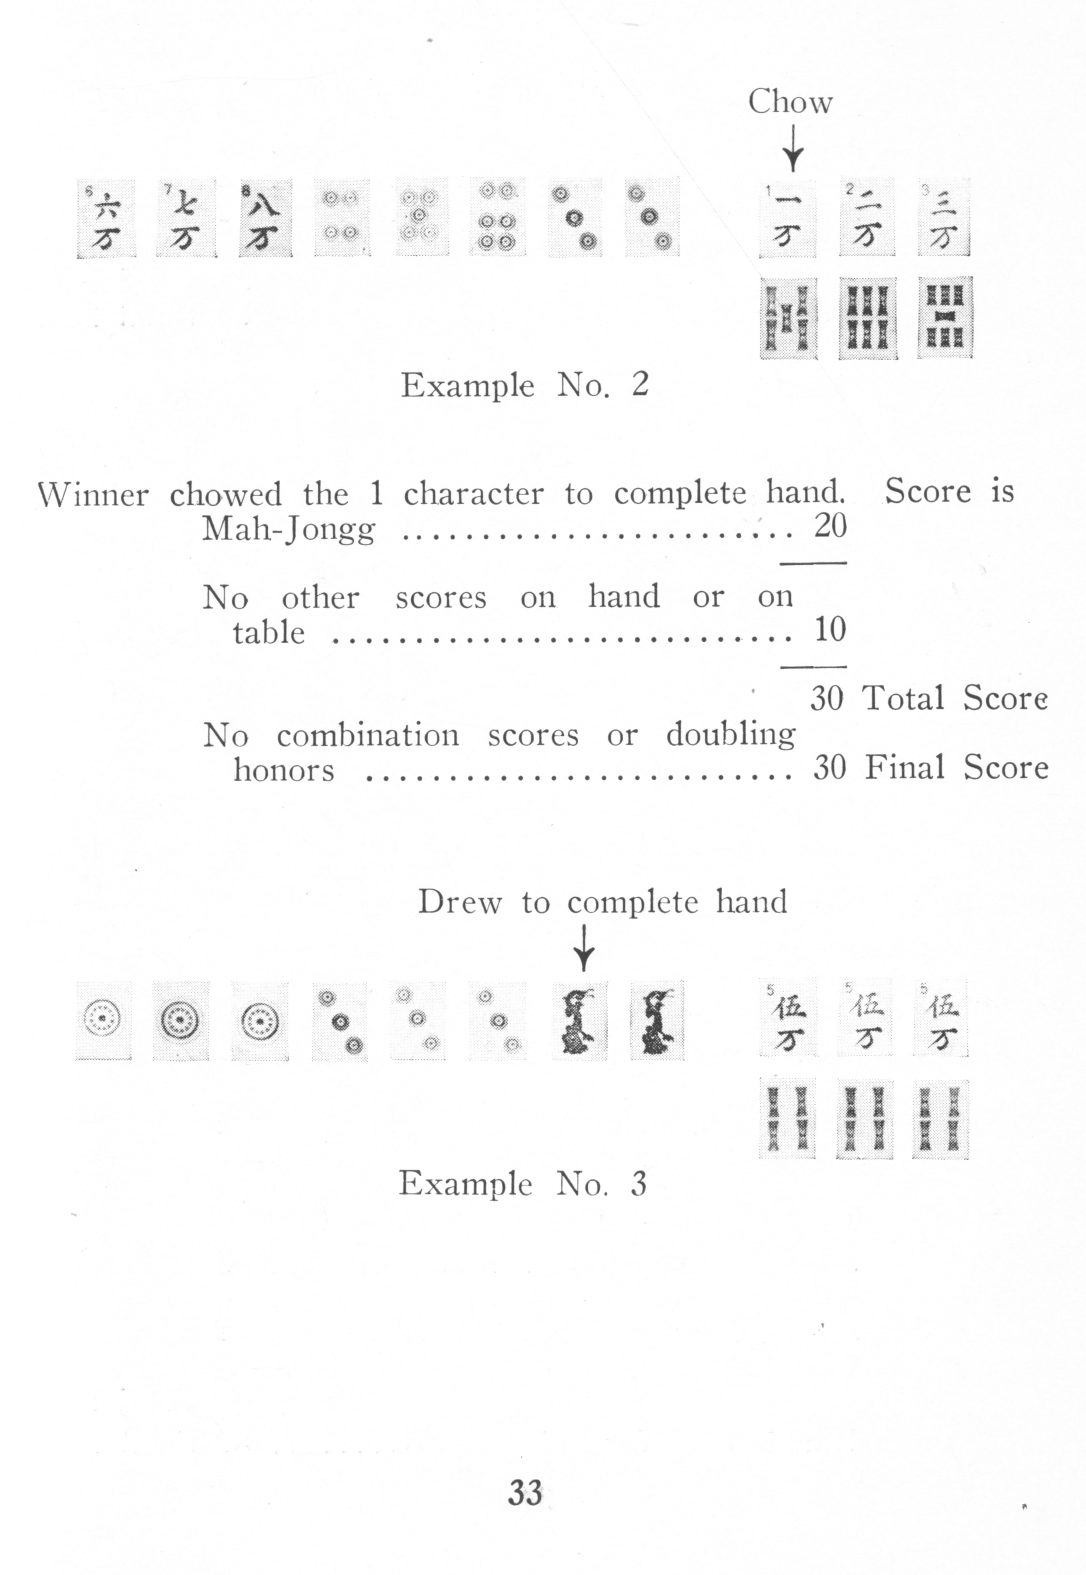 Chow
6 7 8 1 2 3
六 七 八 一 二 三
万 万 万 万 万 万
Example No. 2
Winner chowed the 1 character to complete hand. Score is
Mah-Jongg ......................... 20
No other scores on hand or on
table ............................. 10
30 Total Score
No combination scores or doubling
honors ........................... 30 Final Score
Drew to complete hand
5 5 5
伍 伍 伍
万 万 万
Example No. 3
33